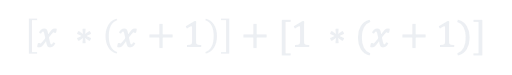 [x * (x + 1)] + [1 * (x + 1)]